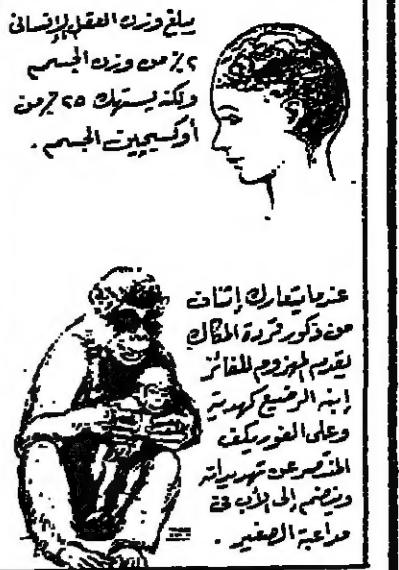 يبلغ وزن العقل الإنساني
٢٪ من وزن الجسم
ولكنه يستهلك ٢٥٪ من
أوكسيجين الجسم .
عندما يتعارك إثنان
من ذكور قردة المكاك
يقدم المهزوم للفائز
إبنه الرضيع كهدية
وعلى الفور يكف
المنتصر عن تهديداته
وينضم إلى الأب في
مداعبة الصغير .